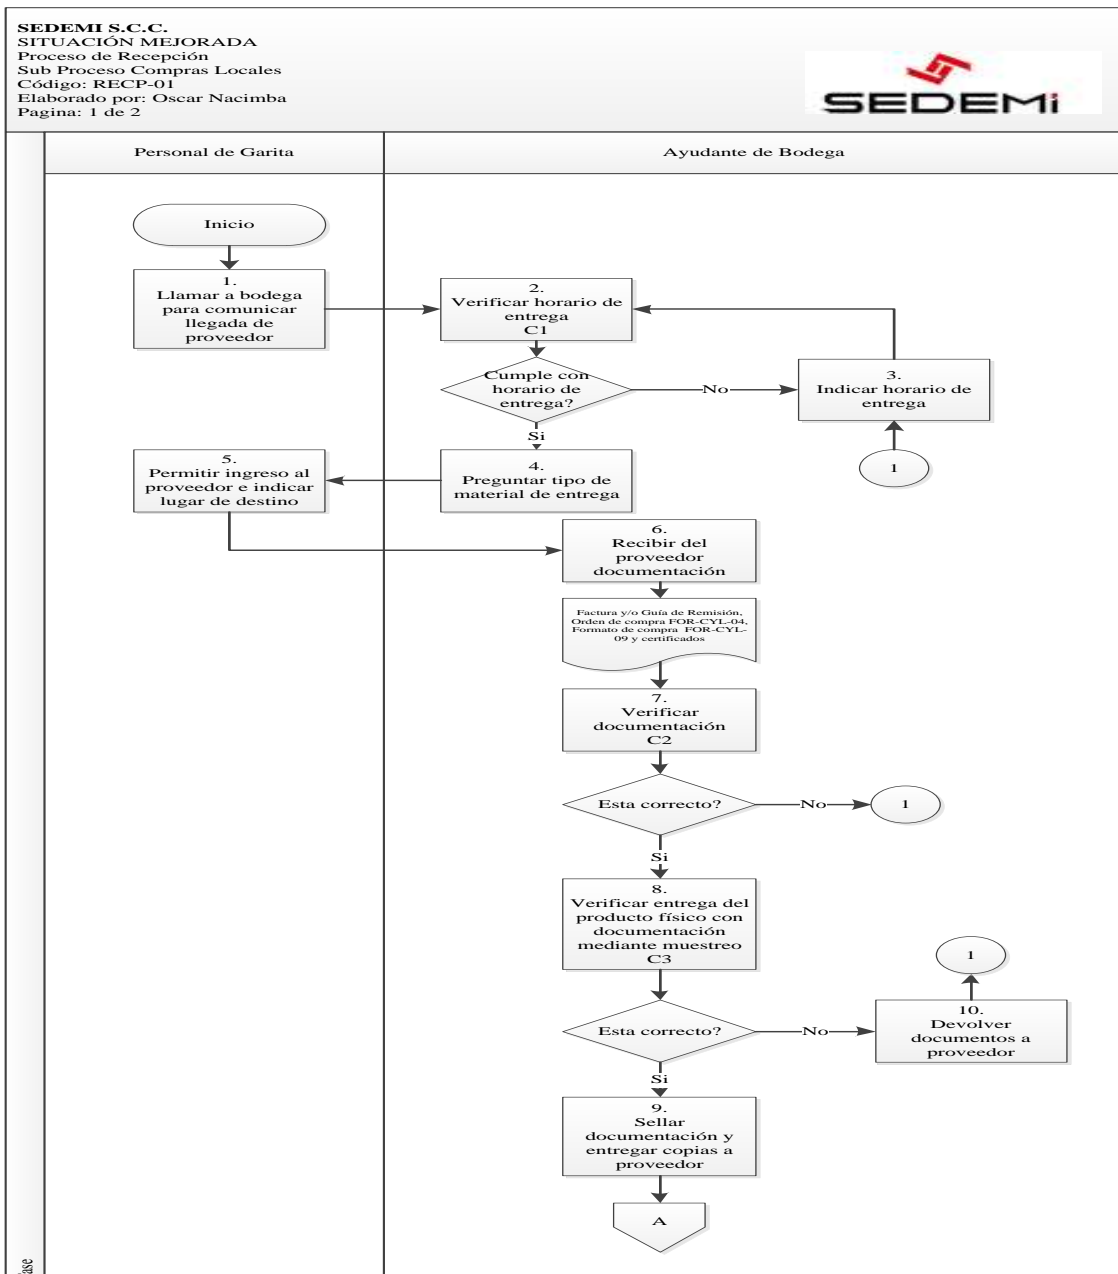 SEDEMI S.C.C.
SITUACIÓN MEJORADA
Proceso de Recepción
Sub Proceso Compras Locales
Código: RECP-01
Elaborado por: Oscar Nacimba
Pagina: 1 de 2
SEDEMi
Personal de Garita
Ayudante de Bodega
Inicio
1.
Llamar a bodega
para comunicar
llegada de
proveedor
2.
Verificar horario de
entrega
C1
Cumple con
horario de
entrega?
No
3.
Indicar horario de
entrega
1
Si
4.
Preguntar tipo de
material de entrega
5.
Permitir ingreso al
proveedor e indicar
lugar de destino
6.
Recibir del
proveedor
documentación
Factura y/o Guía de Remisión,
Orden de compra FOR-CYL-04,
Formato de compra FOR-CYL-
09 y certificados
7.
Verificar
documentación
C2
Esta correcto?
No
1
Si
8.
Verificar entrega del
producto físico con
documentación
mediante muestreo
C3
Esta correcto?
No
10.
Devolver
documentos a
proveedor
1
Si
9.
Sellar
documentación y
entregar copias a
proveedor
A